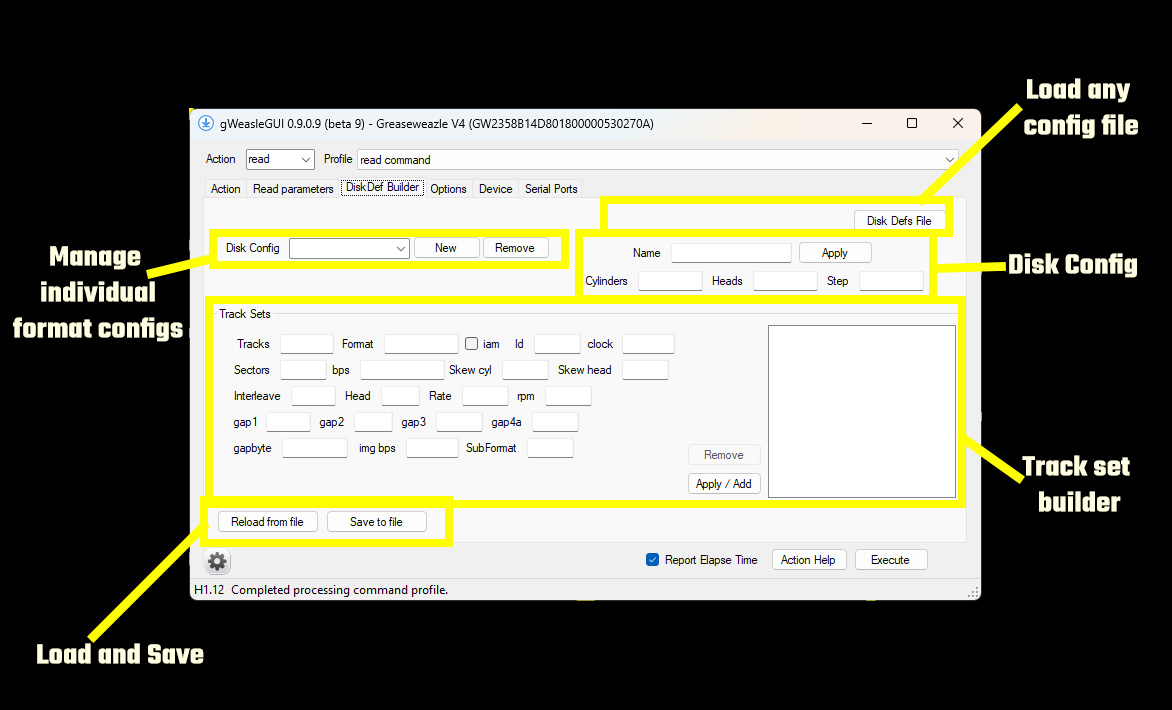 Load any
config file
gWeasleGUI 0.9.0.9 (beta 9) - Greaseweazle V4 (GW2358B14D801800000530270A)
Action read Profile read command
Action Read parameters DiskDef Builder Options Device Serial Ports
Disk Defs File
Manage
individual
format configs
Disk Config New Remove
Name Apply
Cylinders Heads Step
Disk Config
Track Sets
Tracks Format iam Id clock
Sectors bps Skew cyl Skew head
Interleave Head Rate rpm
gap1 gap2 gap3 gap4a
gapbyte img bps SubFormat
Remove
Apply / Add
Track set
builder
Reload from file Save to file
Report Elapse Time Action Help Execute
H1.12 Completed processing command profile.
Load and Save